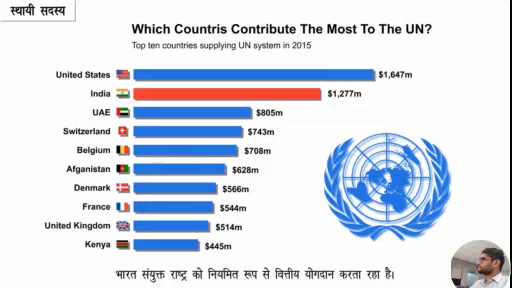 स्थायी सदस्य
Which Countris Contribute The Most To The UN?
Top ten countries supplying UN system in 2015
United States $1,647m
India $1,277m
UAE $805m
Switzerland $743m
Belgium $708m
Afganistan $628m
Denmark $566m
France $544m
United Kingdom $514m
Kenya $445m
भारत संयुक्त राष्ट्र को नियमित रूप से वित्तीय योगदान करता रहा है।